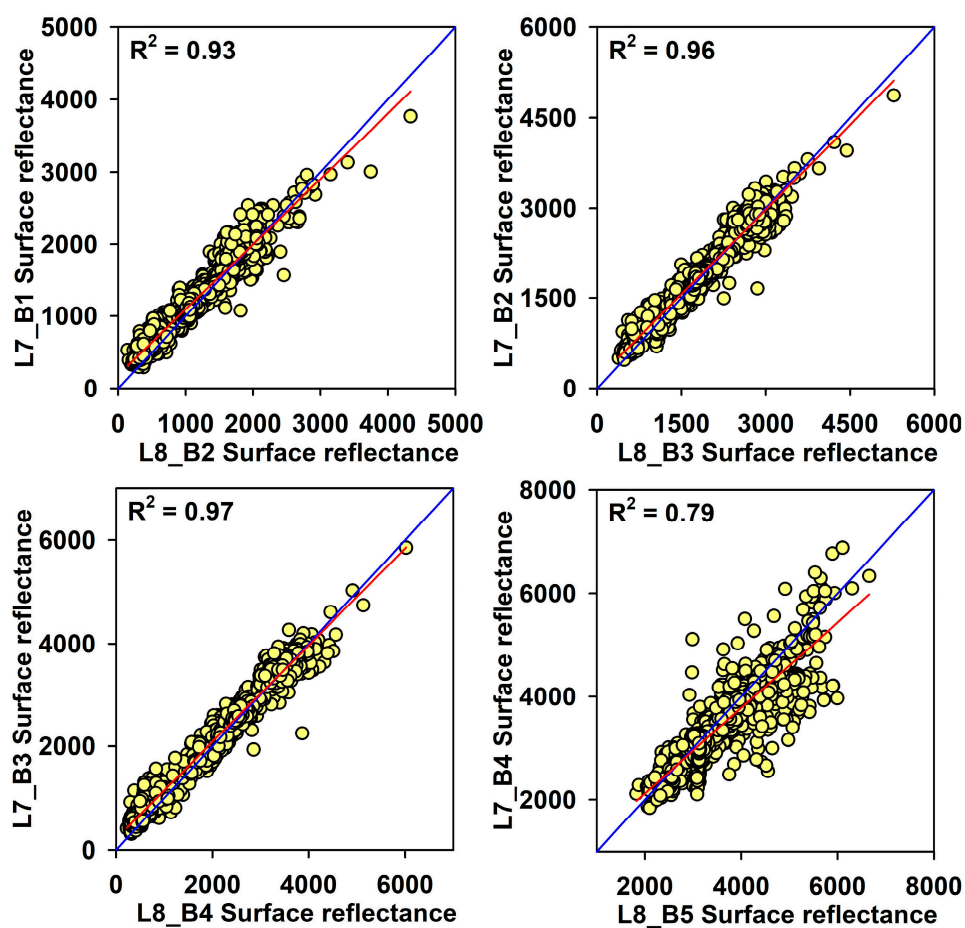 5000
R² = 0.93
4000
3000
2000
1000
0
L7_B1 Surface reflectance
0 1000 2000 3000 4000 5000
L8_B2 Surface reflectance
6000
R² = 0.96
4500
3000
1500
0
L7_B2 Surface reflectance
0 1500 3000 4500 6000
L8_B3 Surface reflectance
R² = 0.97
6000
4000
2000
0
L7_B3 Surface reflectance
0 2000 4000 6000
L8_B4 Surface reflectance
8000
R² = 0.79
6000
4000
2000
L7_B4 Surface reflectance
2000 4000 6000 8000
L8_B5 Surface reflectance